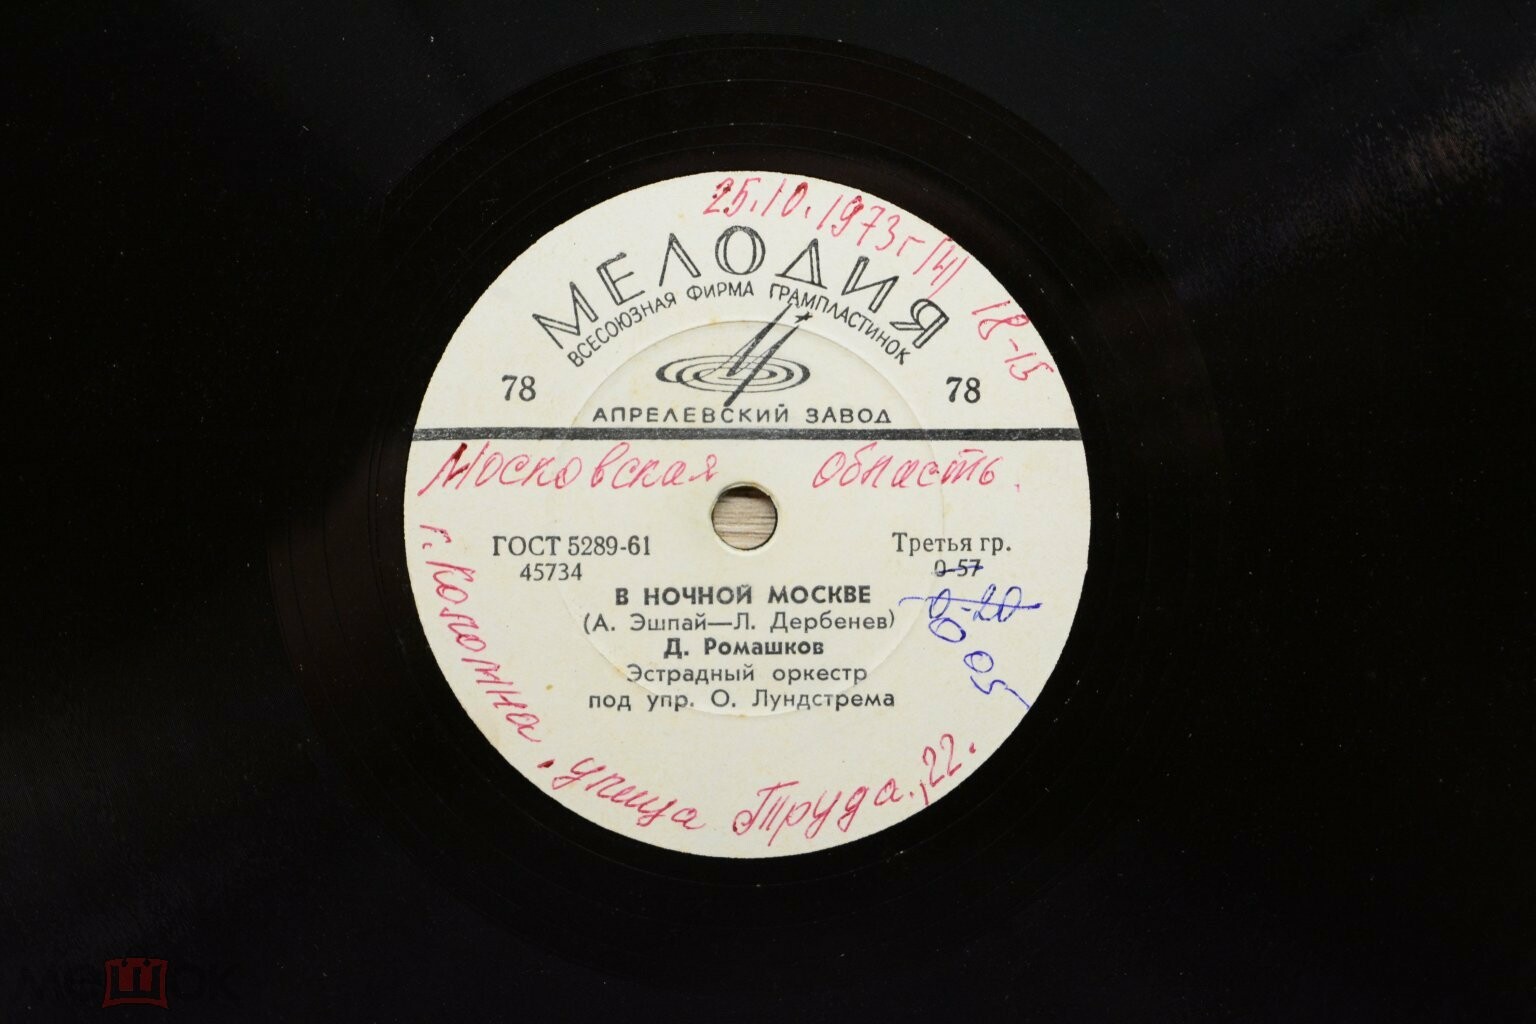 25.10.1973г (4) 18-15
МЕЛОДИЯ
ВСЕСОЮЗНАЯ ФИРМА ГРАМПЛАСТИНОК
78 78
АПРЕЛЕВСКИЙ ЗАВОД
Московская область.
ГОСТ 5289-61 Третья гр.
45734 0-57
0-20
0 05
В НОЧНОЙ МОСКВЕ
(А. Эшпай—Л. Дербенев)
Д. Ромашков
Эстрадный оркестр
под упр. О. Лундстрема
г. Коломна, улица Труда., 22.
мешок